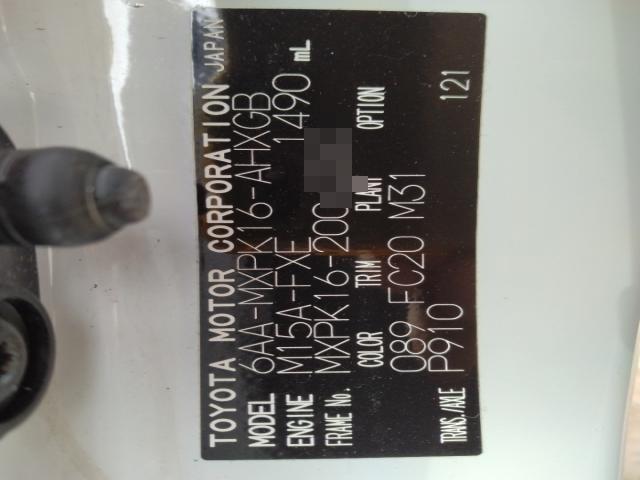 TOYOTA MOTOR CORPORATION JAPAN
MODEL 6AA-MXPK16-AHXGB
ENGINE M15A-FXE 1490 mL
FRAME No. MXPK16-200
COLOR TRIM PLANT OPTION
089 FC20 M31
TRANS./AXLE P910 121